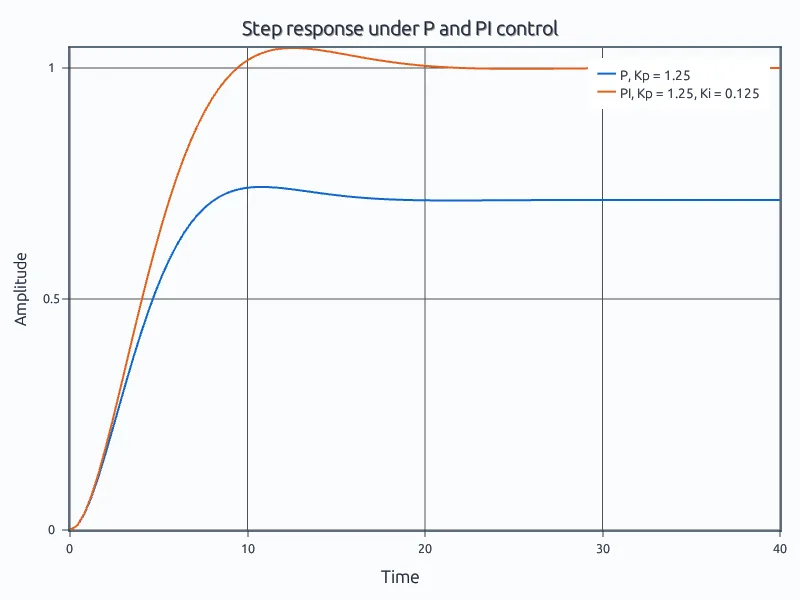 Step response under P and PI control
P, Kp = 1.25
PI, Kp = 1.25, Ki = 0.125
Amplitude
1
0.5
0
0
10
20
30
40
Time